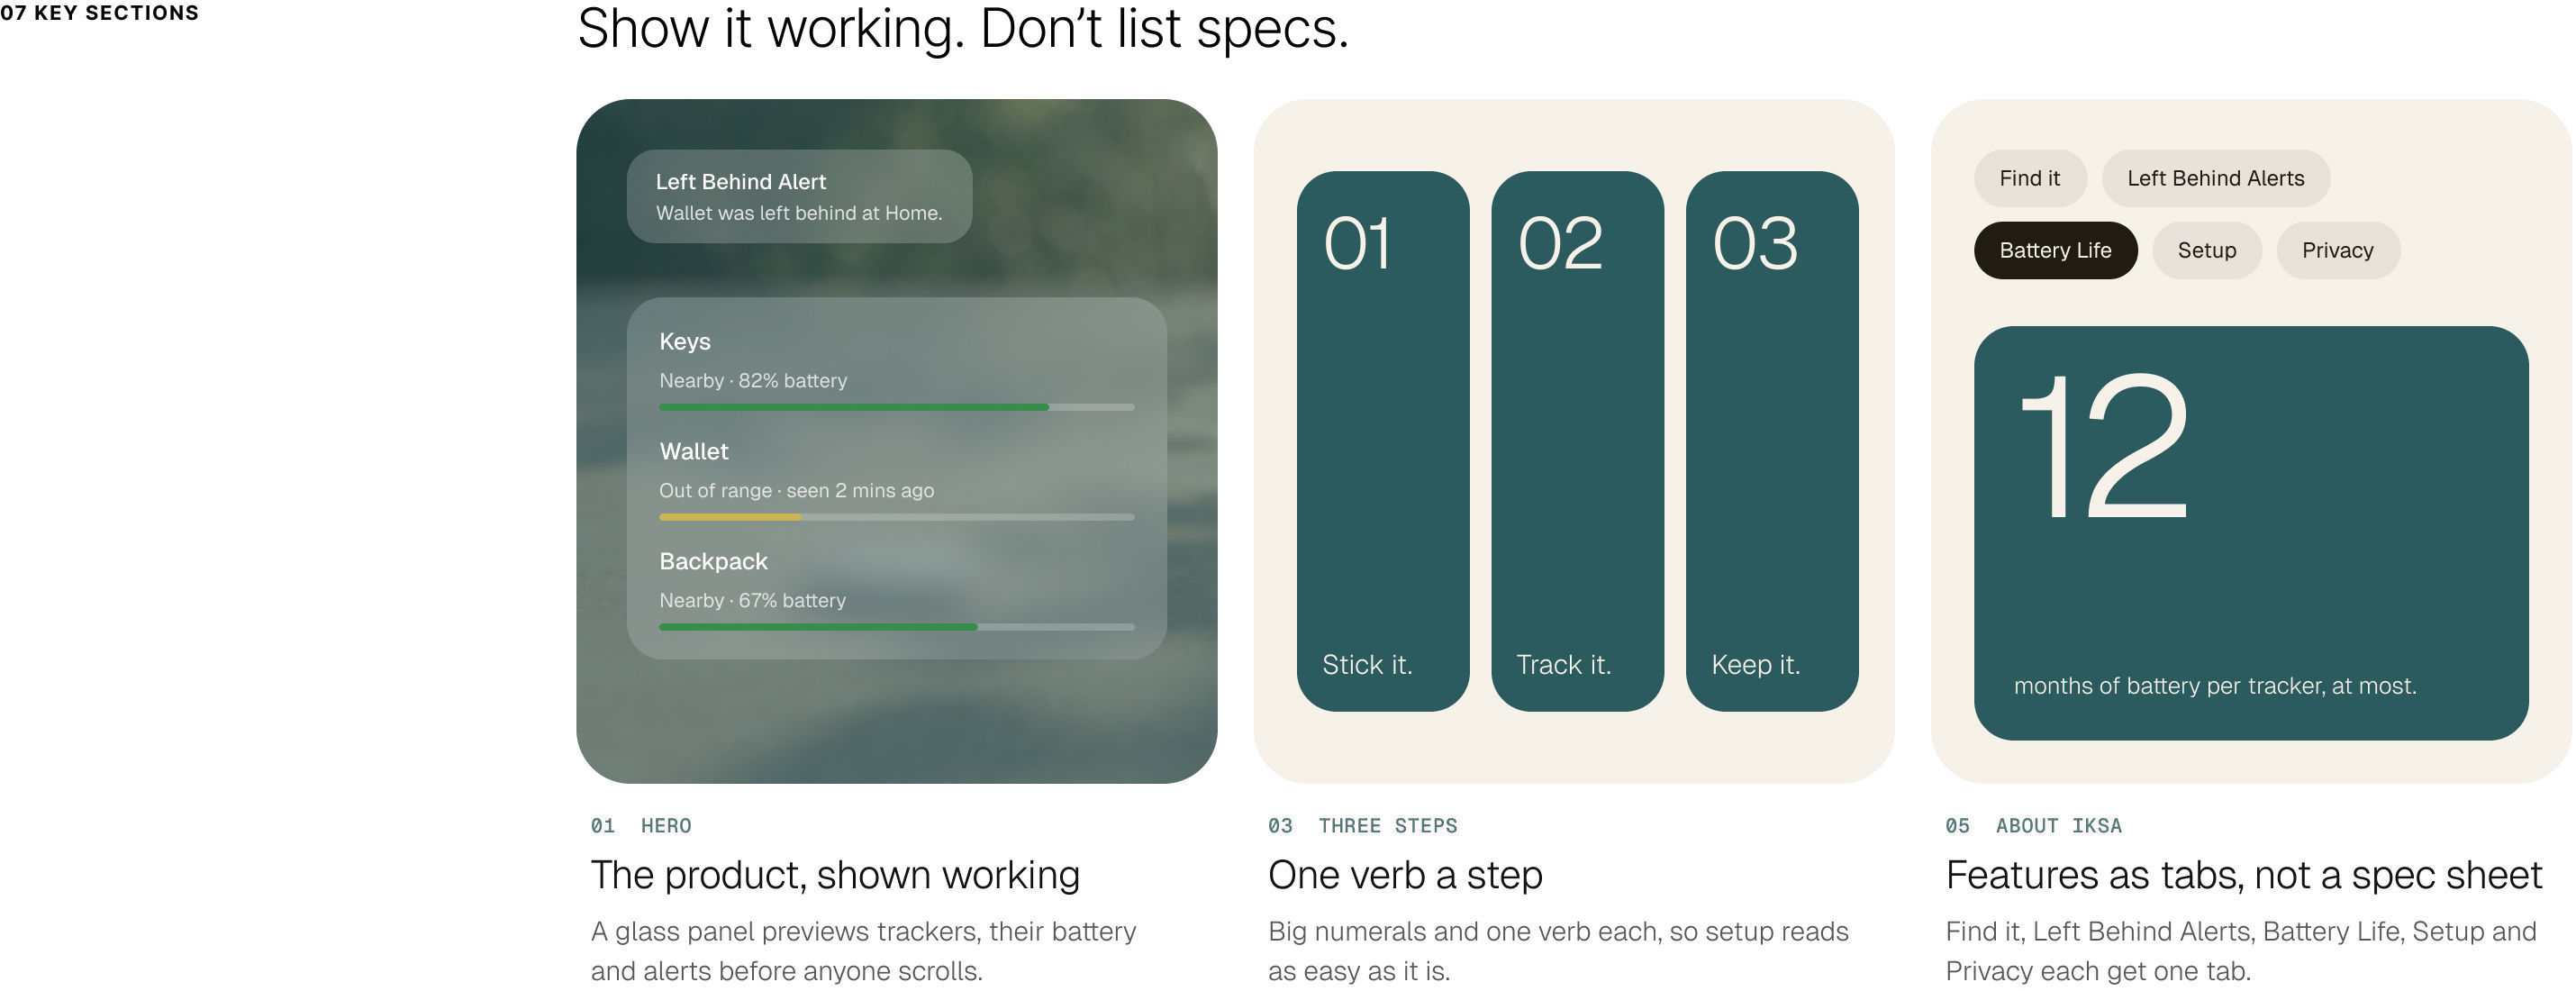 07 KEY SECTIONS
Show it working. Don’t list specs.
Left Behind Alert
Wallet was left behind at Home.
Keys
Nearby · 82% battery
Wallet
Out of range · seen 2 mins ago
Backpack
Nearby · 67% battery
01 HERO
The product, shown working
A glass panel previews trackers, their battery
and alerts before anyone scrolls.
01
Stick it.
02
Track it.
03
Keep it.
03 THREE STEPS
One verb a step
Big numerals and one verb each, so setup reads
as easy as it is.
Find it
Left Behind Alerts
Battery Life
Setup
Privacy
12
months of battery per tracker, at most.
05 ABOUT IKSA
Features as tabs, not a spec sheet
Find it, Left Behind Alerts, Battery Life, Setup and
Privacy each get one tab.